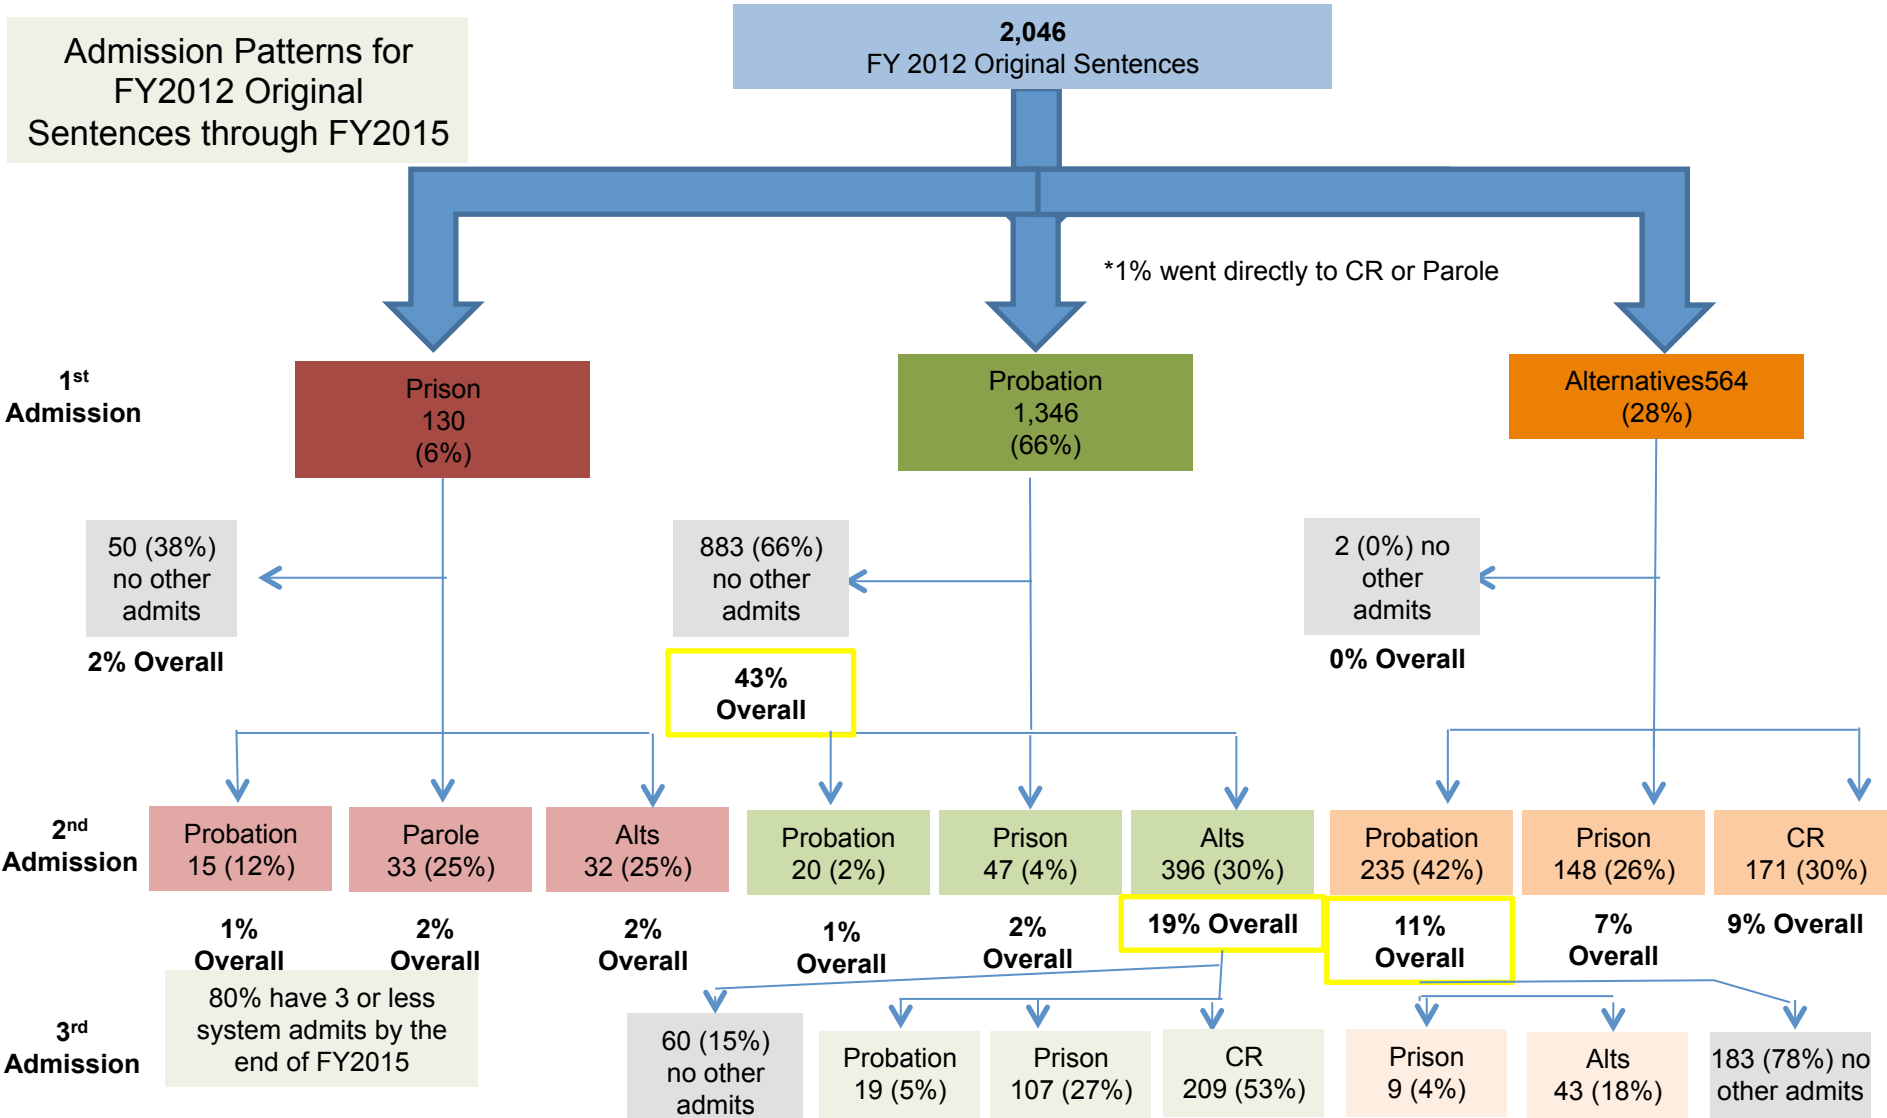 Admission Patterns for
FY2012 Original
Sentences through FY2015
2,046
FY 2012 Original Sentences
*1% went directly to CR or Parole
1st
Admission
Prison
130
(6%)
Probation
1,346
(66%)
Alternatives564
(28%)
50 (38%)
no other
admits
2% Overall
883 (66%)
no other
admits
43%
Overall
2 (0%) no
other
admits
0% Overall
2nd
Admission
Probation
15 (12%)
Parole
33 (25%)
Alts
32 (25%)
Probation
20 (2%)
Prison
47 (4%)
Alts
396 (30%)
Probation
235 (42%)
Prison
148 (26%)
CR
171 (30%)
1%
Overall
2%
Overall
2%
Overall
1%
Overall
2%
Overall
19% Overall
11%
Overall
7%
Overall
9% Overall
80% have 3 or less
system admits by the
end of FY2015
3rd
Admission
60 (15%)
no other
admits
Probation
19 (5%)
Prison
107 (27%)
CR
209 (53%)
Prison
9 (4%)
Alts
43 (18%)
183 (78%) no
other admits